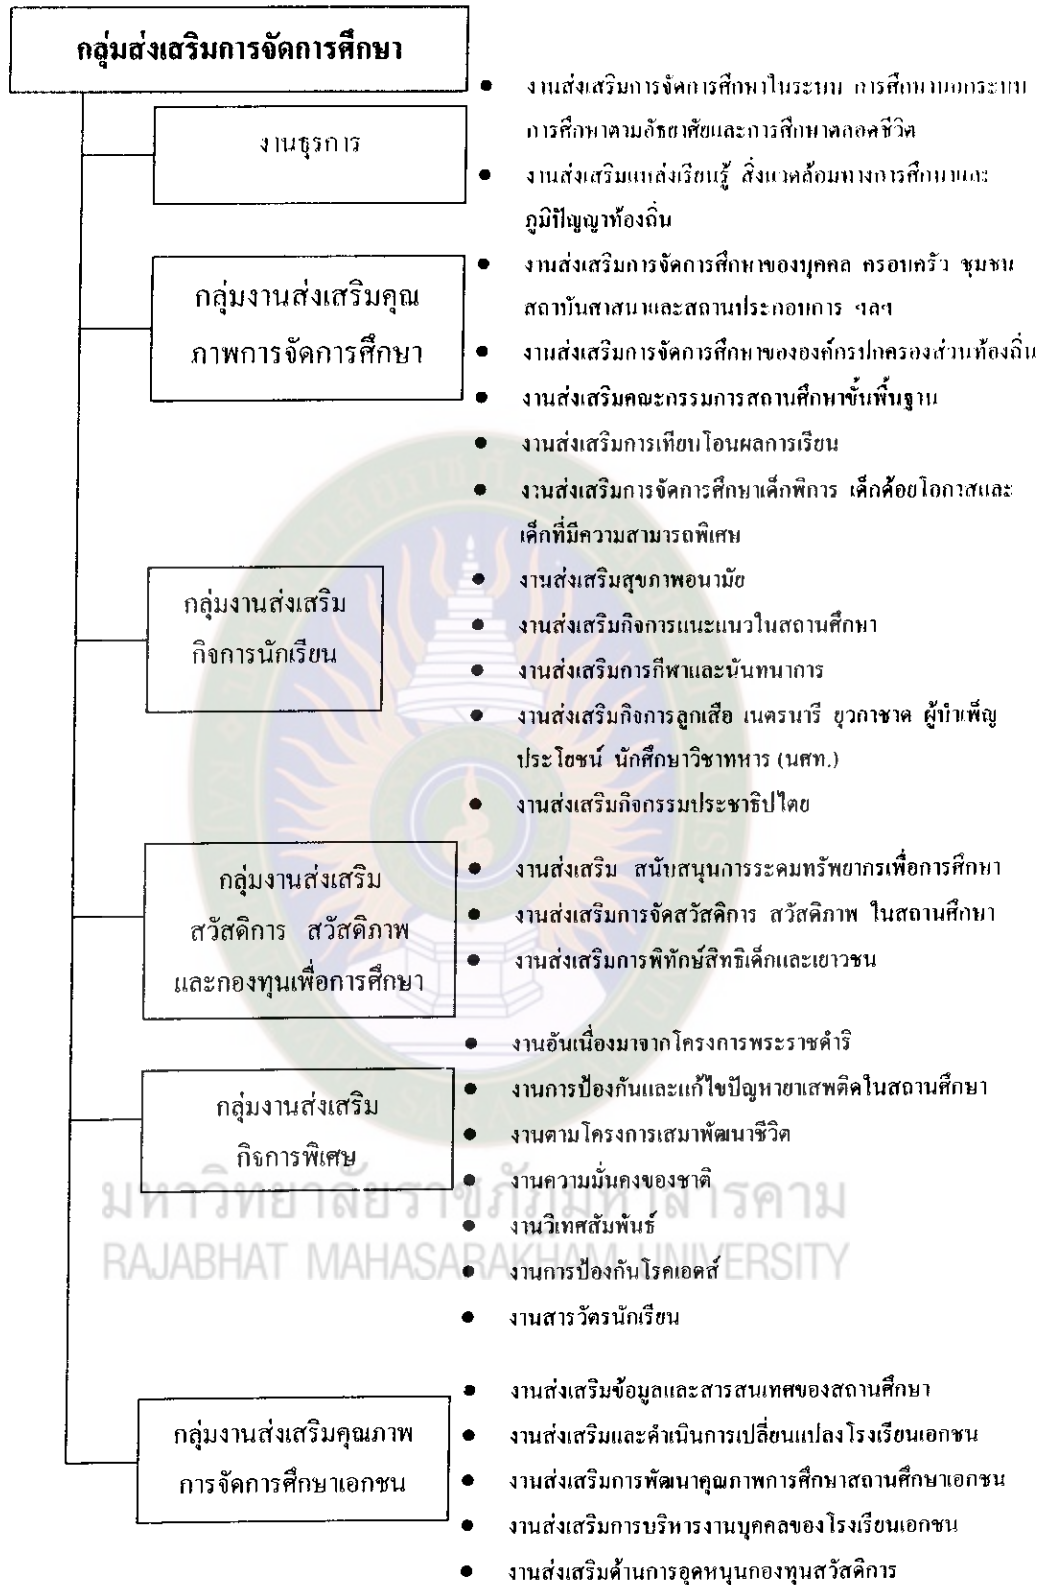 กลุ่มส่งเสริมการจัดการศึกษา
งานธุรการ
● งานส่งเสริมการจัดการศึกษาในระบบ การศึกษานอกระบบ
การศึกษาตามอัธยาศัยและการศึกษาตลอดชีวิต
● งานส่งเสริมแหล่งเรียนรู้ สิ่งแวดล้อมทางการศึกษาและ
ภูมิปัญญาท้องถิ่น
กลุ่มงานส่งเสริมคุณ
ภาพการจัดการศึกษา
● งานส่งเสริมการจัดการศึกษาของบุคคล ครอบครัว ชุมชน
สถาบันศาสนาและสถานประกอบการ ฯลฯ
● งานส่งเสริมการจัดการศึกษาขององค์กรปกครองส่วนท้องถิ่น
● งานส่งเสริมคณะกรรมการสถานศึกษาขั้นพื้นฐาน
● งานส่งเสริมการเทียบโอนผลการเรียน
● งานส่งเสริมการจัดการศึกษาเด็กพิการ เด็กด้อยโอกาสและ
เด็กที่มีความสามารถพิเศษ
กลุ่มงานส่งเสริม
กิจการนักเรียน
● งานส่งเสริมสุขภาพอนามัย
● งานส่งเสริมกิจการแนะแนวในสถานศึกษา
● งานส่งเสริมการกีฬาและนันทนาการ
● งานส่งเสริมกิจการลูกเสือ เนตรนารี ยุวกาชาด ผู้บำเพ็ญ
ประโยชน์ นักศึกษาวิชาทหาร (นศท.)
● งานส่งเสริมกิจกรรมประชาธิปไตย
กลุ่มงานส่งเสริม
สวัสดิการ สวัสดิภาพ
และกองทุนเพื่อการศึกษา
● งานส่งเสริม สนับสนุนการระดมทรัพยากรเพื่อการศึกษา
● งานส่งเสริมการจัดสวัสดิการ สวัสดิภาพ ในสถานศึกษา
● งานส่งเสริมการพิทักษ์สิทธิเด็กและเยาวชน
กลุ่มงานส่งเสริม
กิจการพิเศษ
● งานอันเนื่องมาจากโครงการพระราชดำริ
● งานการป้องกันและแก้ไขปัญหายาเสพติดในสถานศึกษา
● งานตามโครงการเสมาพัฒนาชีวิต
● งานความมั่นคงของชาติ
● งานวิเทศสัมพันธ์
● งานการป้องกันโรคเอดส์
● งานสารวัตรนักเรียน
มหาวิทยาลัยราชภัฏมหาสารคาม
RAJABHAT MAHASARAKHAM UNIVERSITY
กลุ่มงานส่งเสริมคุณภาพ
การจัดการศึกษาเอกชน
● งานส่งเสริมข้อมูลและสารสนเทศของสถานศึกษา
● งานส่งเสริมและดำเนินการเปลี่ยนแปลงโรงเรียนเอกชน
● งานส่งเสริมการพัฒนาคุณภาพการศึกษาสถานศึกษาเอกชน
● งานส่งเสริมการบริหารงานบุคคลของโรงเรียนเอกชน
● งานส่งเสริมด้านการอุดหนุนกองทุนสวัสดิการ